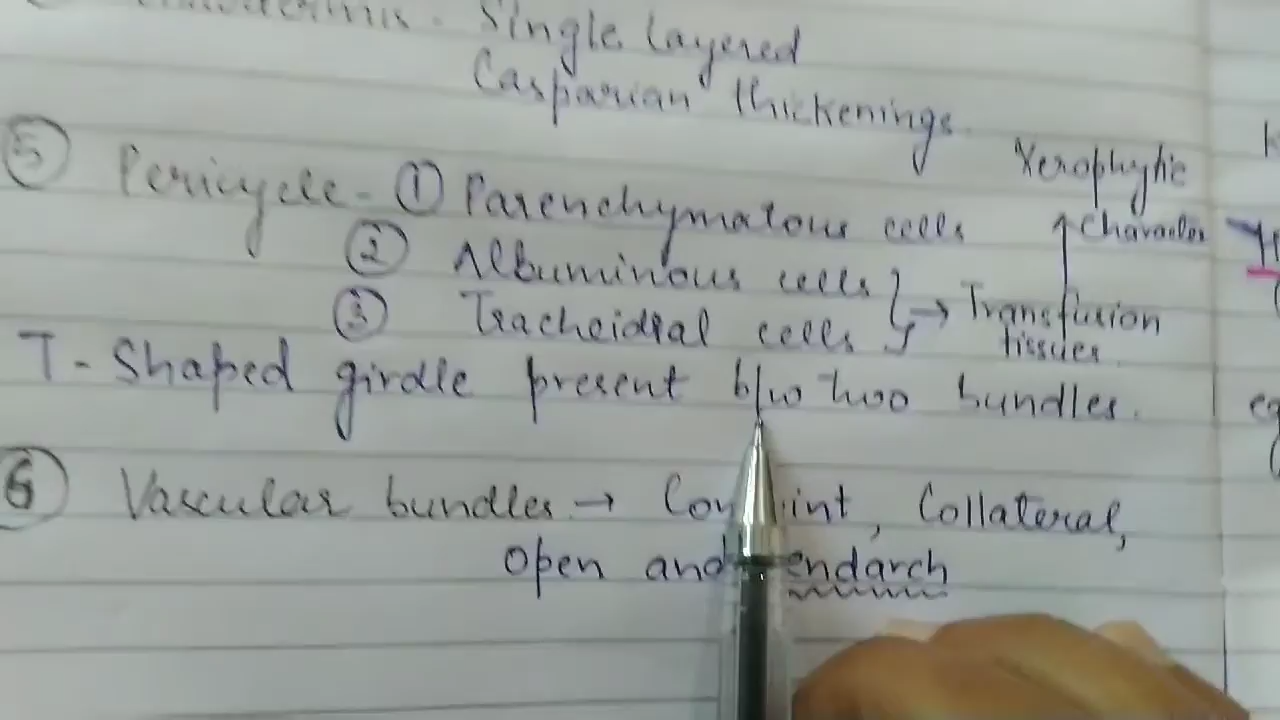 Single layered
Casparian thickenings.
⑤ Pericycle - ① Parenchymatous cells
② Albuminous cells
③ Tracheidial cells
→ Transfusion tissues
Xerophytic
character
T-Shaped girdle present b/w two bundles.
⑥ Vascular bundles → Conjoint, Collateral,
open and endarch